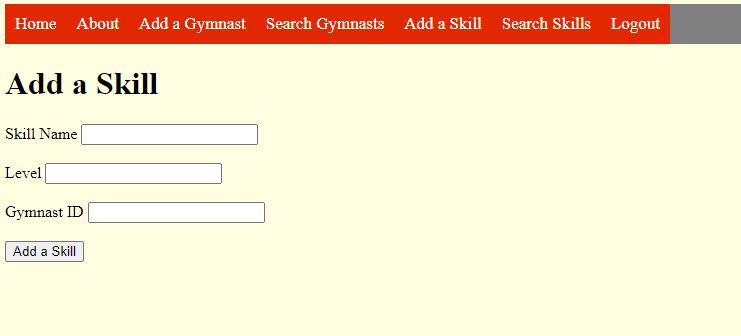 Home About Add a Gymnast Search Gymnasts Add a Skill Search Skills Logout
Add a Skill
Skill Name
Level
Gymnast ID
Add a Skill